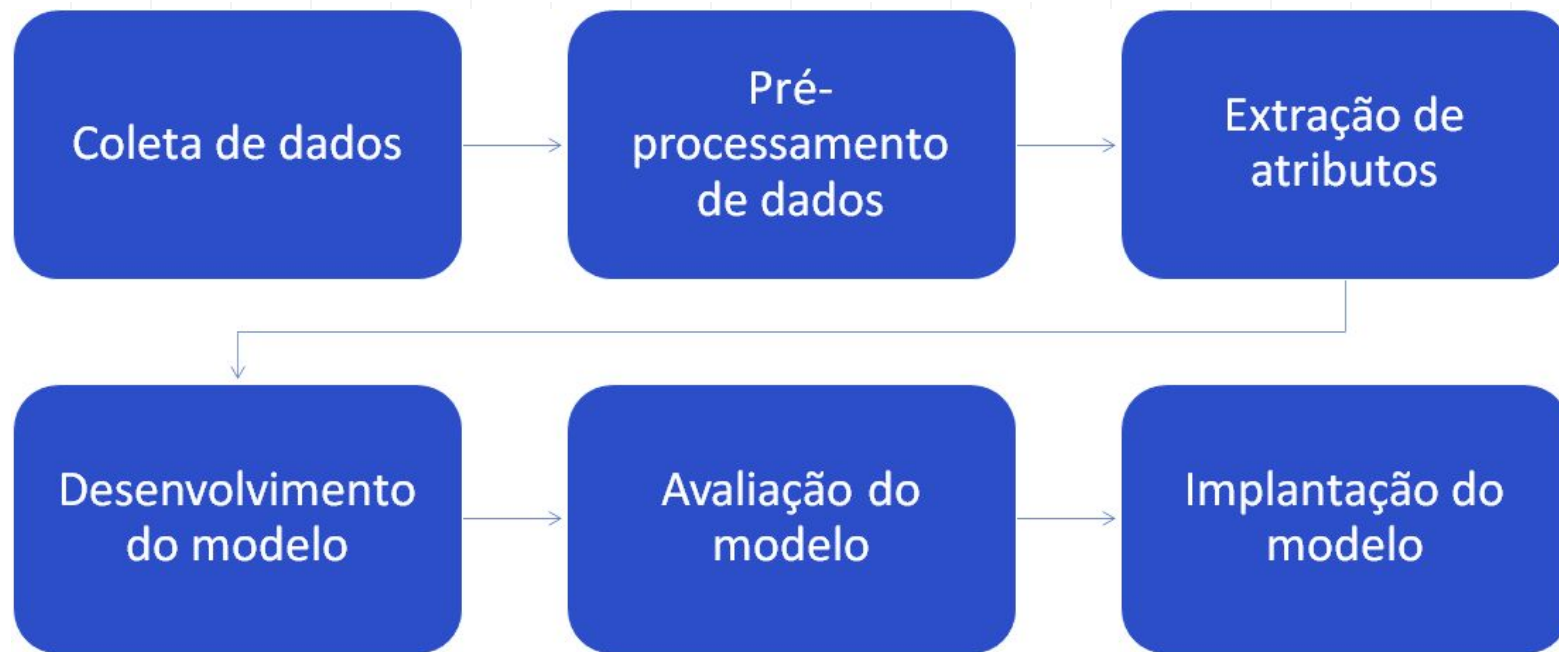 Coleta de dados
Pré-
processamento
de dados
Extração de
atributos
Desenvolvimento
do modelo
Avaliação do
modelo
Implantação do
modelo